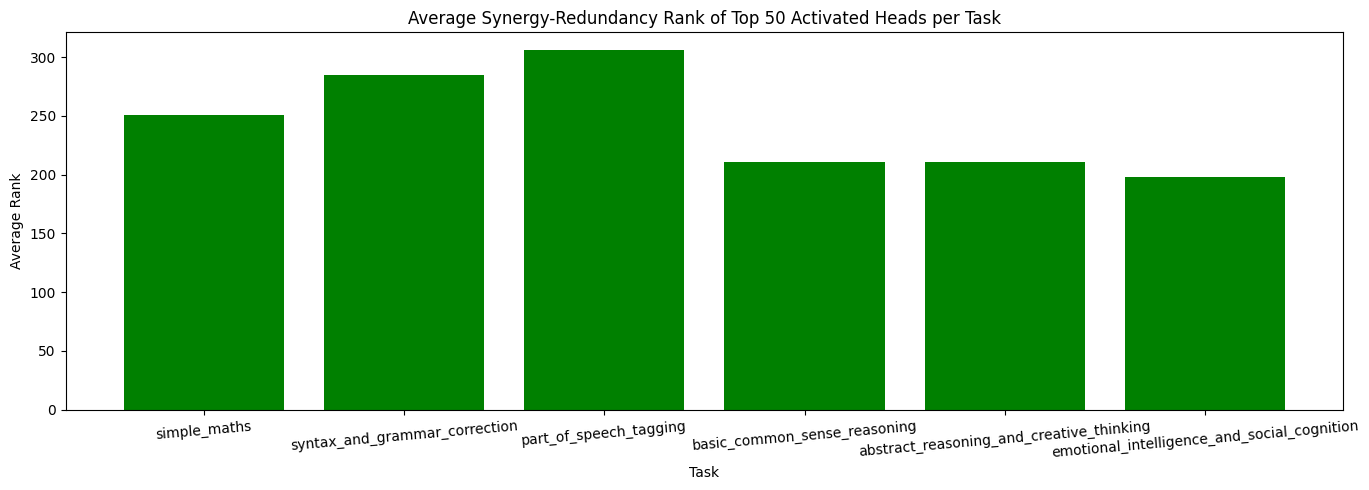 Average Synergy-Redundancy Rank of Top 50 Activated Heads per Task
Average Rank
300
250
200
150
100
50
0
simple_maths
syntax_and_grammar_correction
part_of_speech_tagging
basic_common_sense_reasoning
abstract_reasoning_and_creative_thinking
emotional_intelligence_and_social_cognition
Task